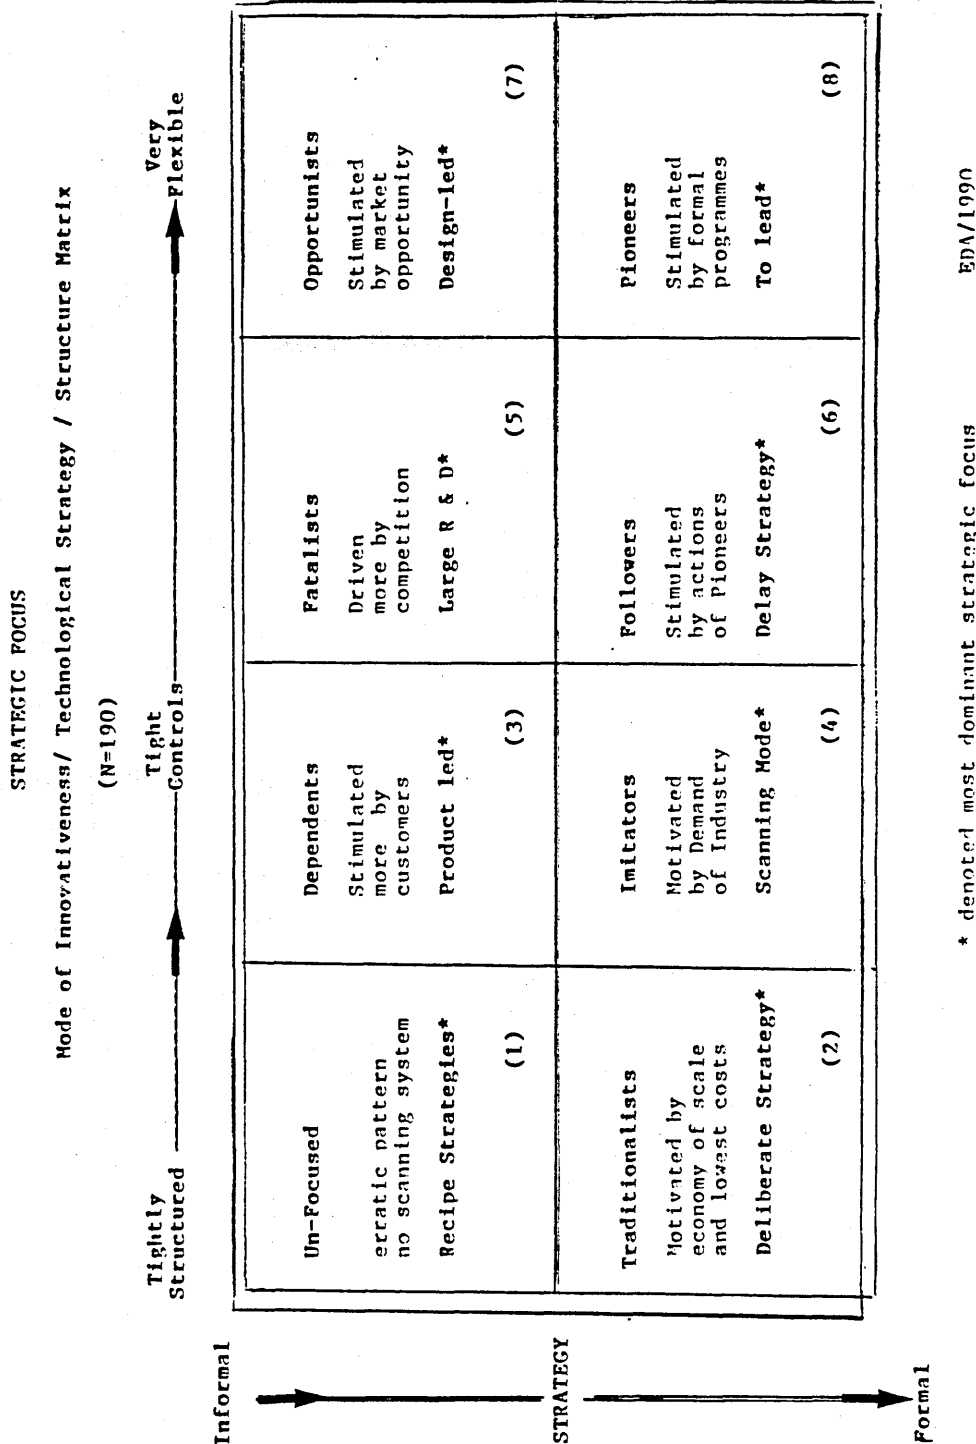 STRATEGIC FOCUS
Mode of Innovativeness/ Technological Strategy / Structure Matrix
(N=190)
Tightly
Structured
Tight
Controls
Very
Flexible
Informal
STRATEGY
Formal
Un-Focused
erratic pattern
no scanning system
Recipe Strategies*
(1)
Dependents
Stimulated
more by
customers
Product led*
(3)
Fatalists
Driven
more by
competition
Large R & D*
(5)
Opportunists
Stimulated
by market
opportunity
Design-led*
(7)
Traditionalists
Motivated by
economy of scale
and lowest costs
Deliberate Strategy*
(2)
Imitators
Motivated
by Demand
of Industry
Scanning Mode*
(4)
Followers
Stimulated
by actions
of Pioneers
Delay Strategy*
(6)
Pioneers
Stimulated
by formal
programmes
To lead*
(8)
* denoted most dominant strategic focus
EDA/1990